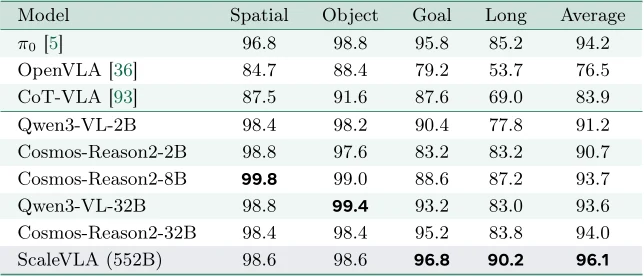 Model Spatial Object Goal Long Average
π0 [5] 96.8 98.8 95.8 85.2 94.2
OpenVLA [36] 84.7 88.4 79.2 53.7 76.5
CoT-VLA [93] 87.5 91.6 87.6 69.0 83.9
Qwen3-VL-2B 98.4 98.2 90.4 77.8 91.2
Cosmos-Reason2-2B 98.8 97.6 83.2 83.2 90.7
Cosmos-Reason2-8B 99.8 99.0 88.6 87.2 93.7
Qwen3-VL-32B 98.8 99.4 93.2 83.0 93.6
Cosmos-Reason2-32B 98.4 98.4 95.2 83.8 94.0
ScaleVLA (552B) 98.6 98.6 96.8 90.2 96.1